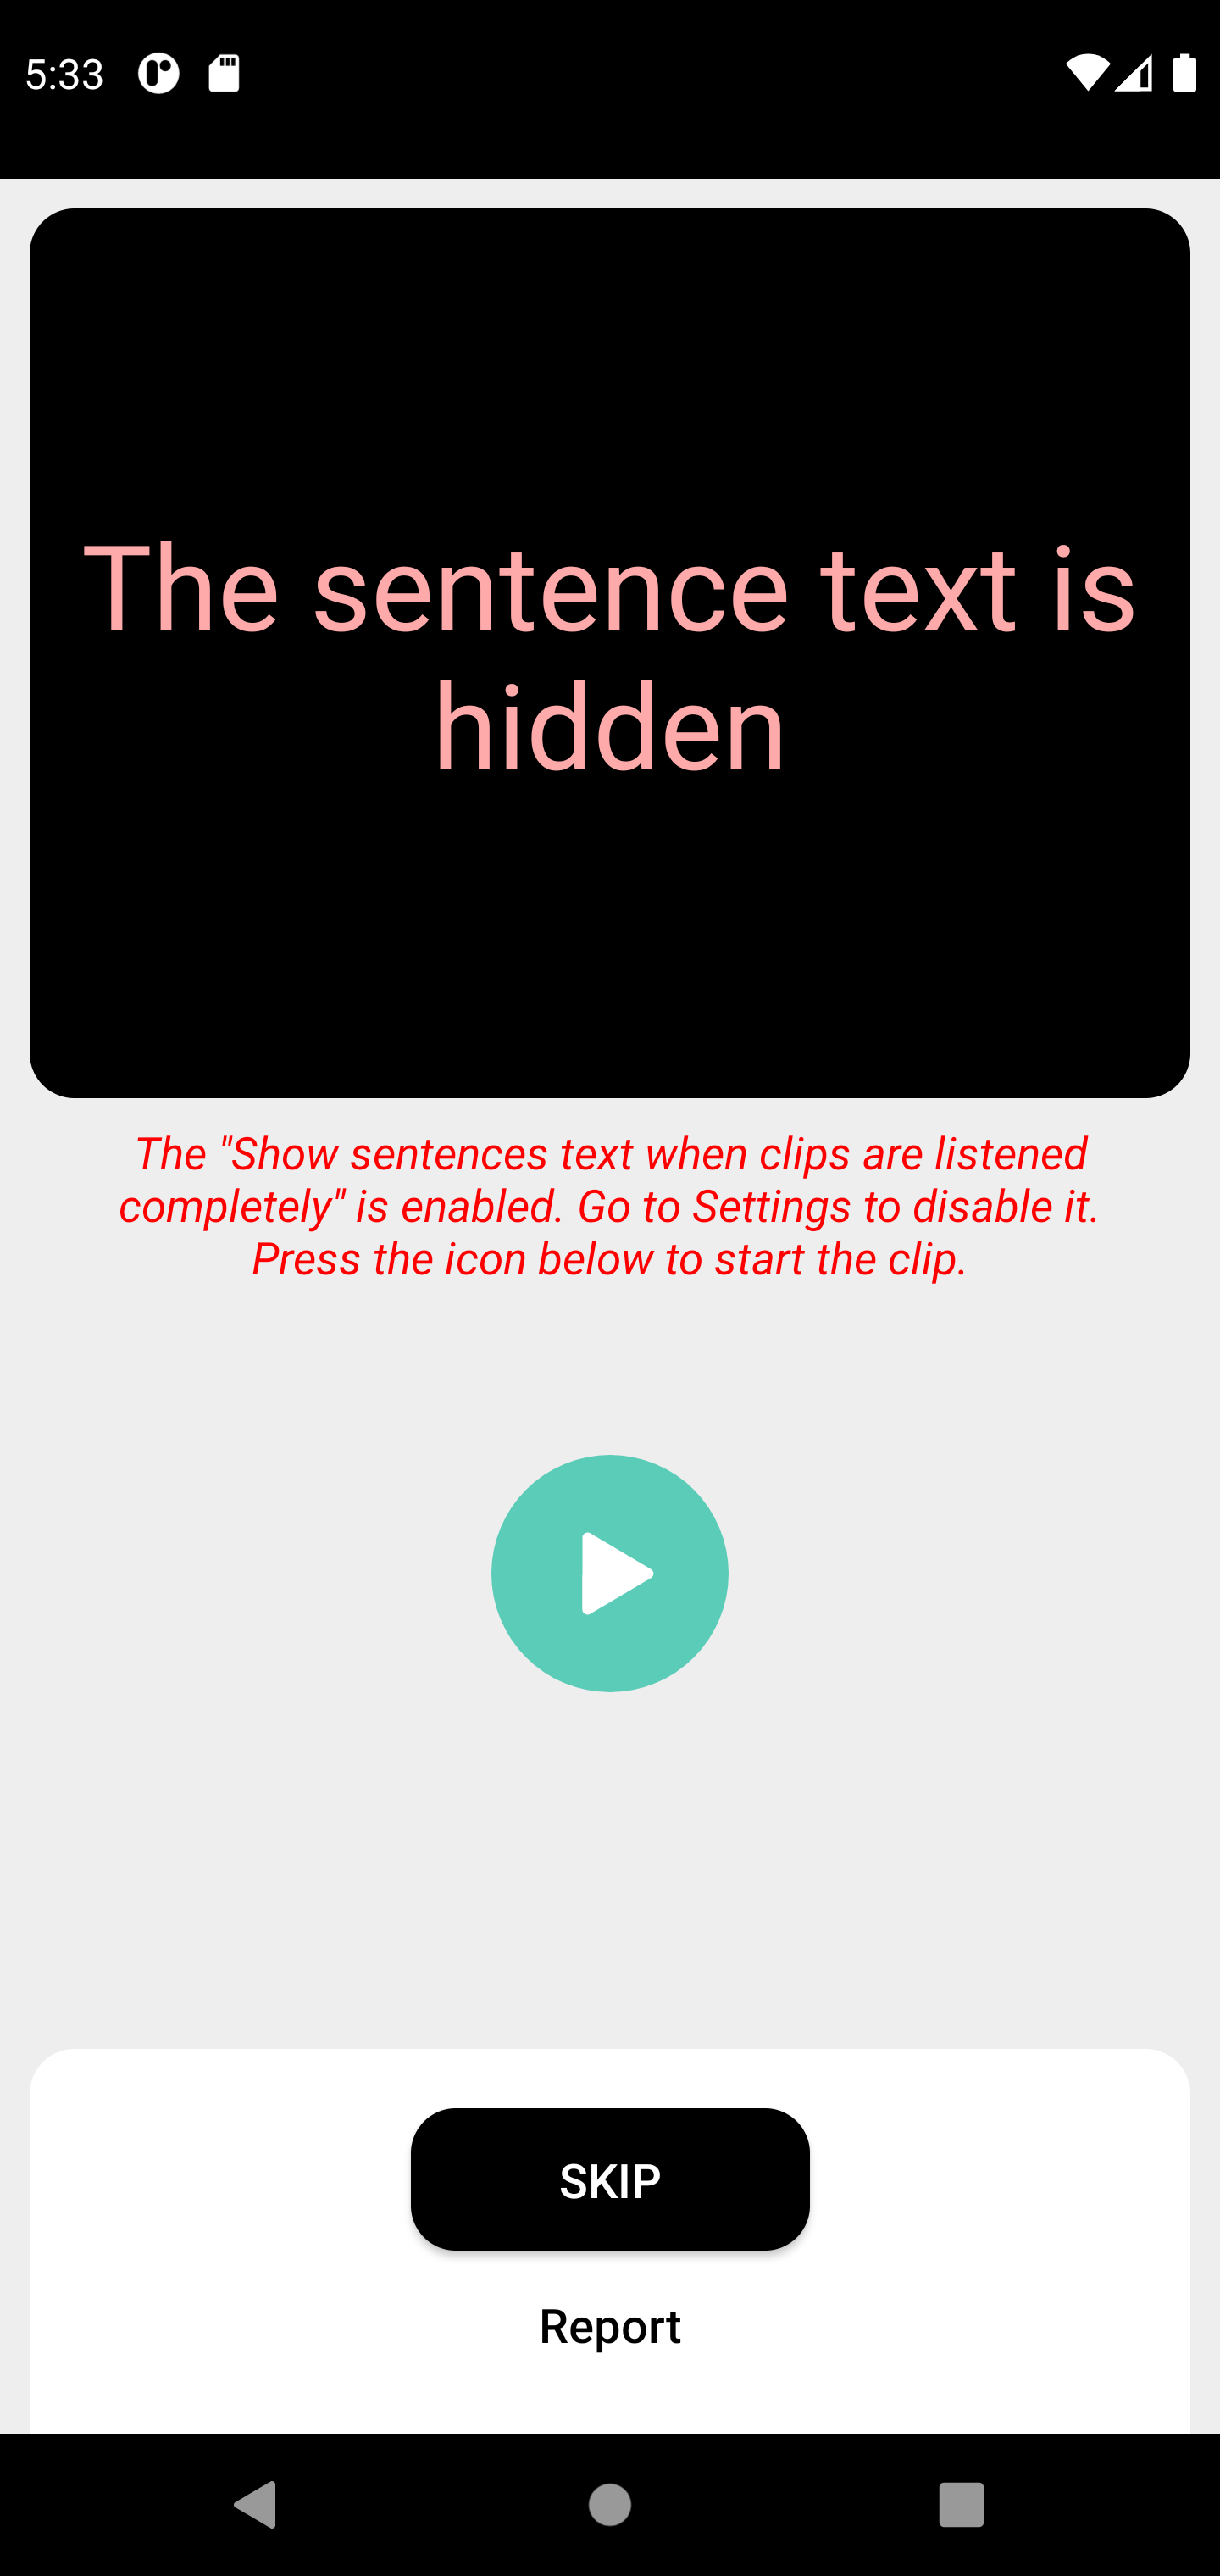 5:33
The sentence text is
hidden
The "Show sentences text when clips are listened
completely" is enabled. Go to Settings to disable it.
Press the icon below to start the clip.
SKIP
Report